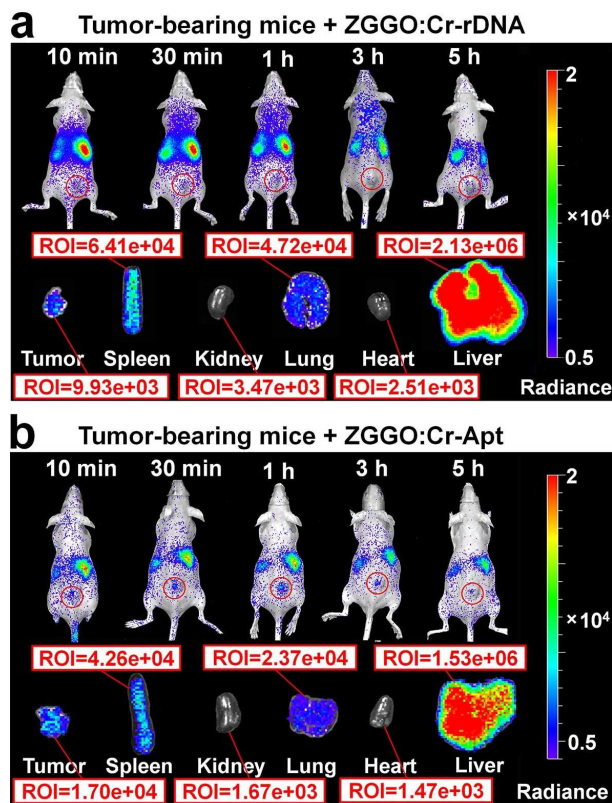 a
Tumor-bearing mice + ZGGO:Cr-rDNA
10 min 30 min 1 h 3 h 5 h
2
×10⁴
0.5
ROI=6.41e+04 ROI=4.72e+04 ROI=2.13e+06
Tumor Spleen Kidney Lung Heart Liver
ROI=9.93e+03 ROI=3.47e+03 ROI=2.51e+03 Radiance
b
Tumor-bearing mice + ZGGO:Cr-Apt
10 min 30 min 1 h 3 h 5 h
2
×10⁴
0.5
ROI=4.26e+04 ROI=2.37e+04 ROI=1.53e+06
Tumor Spleen Kidney Lung Heart Liver
ROI=1.70e+04 ROI=1.67e+03 ROI=1.47e+03 Radiance